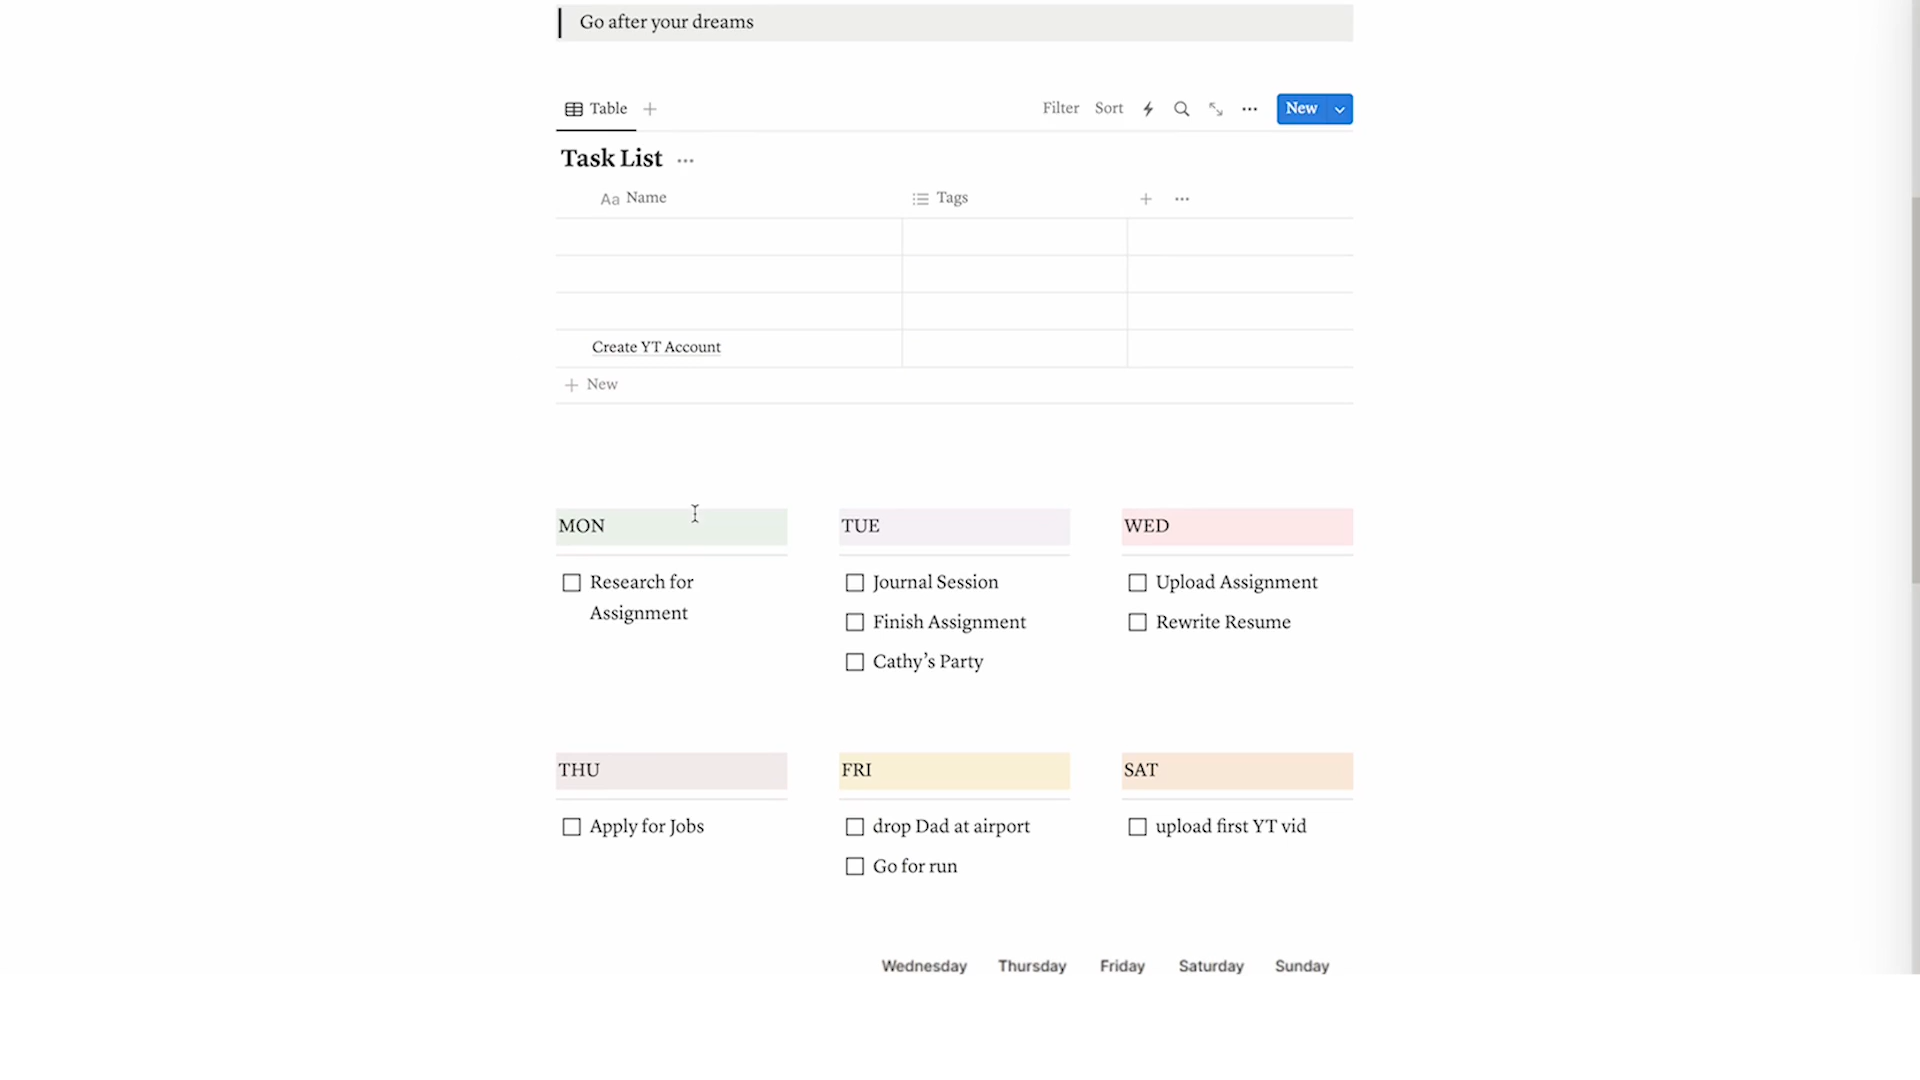 Go after your dreams
Table
Filter Sort New
Task List
Aa Name Tags
Create YT Account
New
MON TUE WED
Research for
Assignment
Journal Session
Finish Assignment
Cathy’s Party
Upload Assignment
Rewrite Resume
THU FRI SAT
Apply for Jobs
drop Dad at airport
Go for run
upload first YT vid
Wednesday Thursday Friday Saturday Sunday